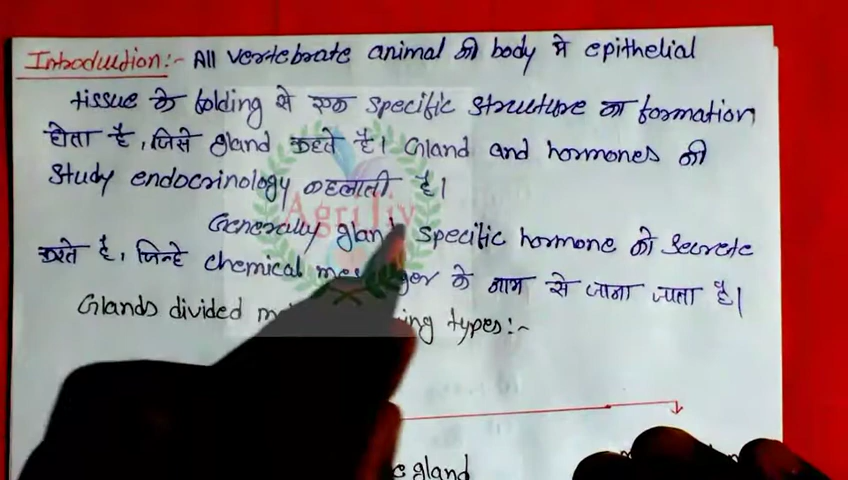 Introduction:- All vertebrate animal की body मे epithelial
tissue के folding से एक specific structure का formation
होता है, जिसे gland कहते है। Gland and hormones की
study endocrinology कहलाती है।
Generally gland specific hormone को secrete
करते है, जिन्हे chemical के नाम से जाना जाता है।
Glands divided types:-
gland
AgriJiv